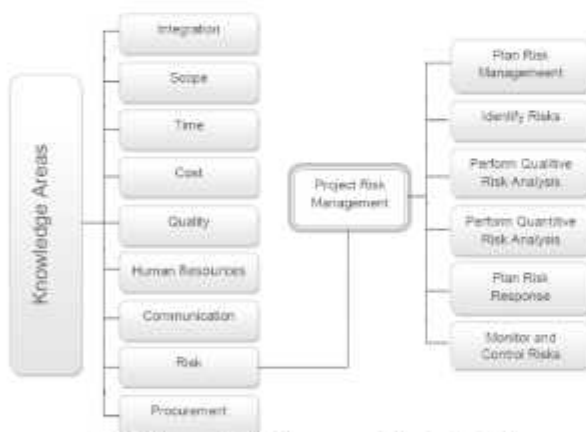 Knowledge Areas
Integration
Scope
Time
Cost
Quality
Human Resources
Communication
Risk
Procurement
Project Risk
Management
Plan Risk
Management
Identify Risks
Perform Qualitive
Risk Analysis
Perform Quantitive
Risk Analysis
Plan Risk
Response
Monitor and
Control Risks